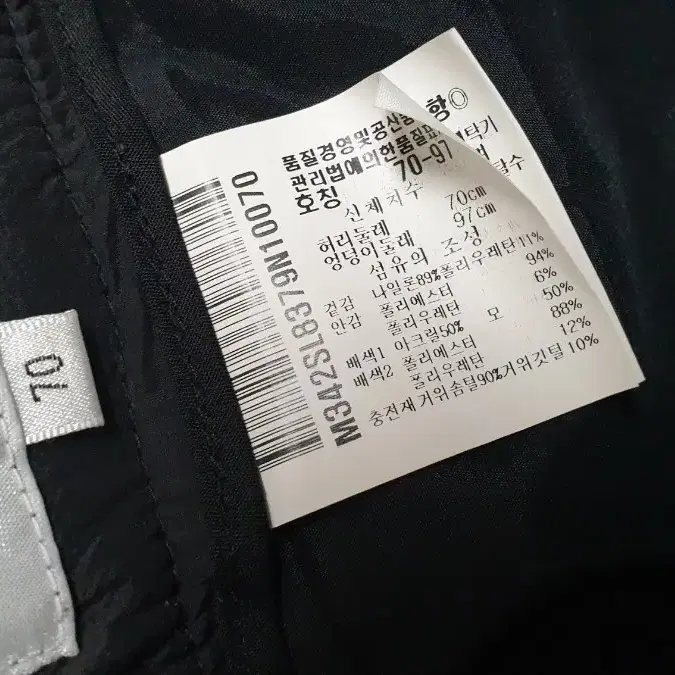 품질경영및공산품
관리법에의한품질표
호칭 70-97
신체치수
허리둘레 70cm
엉덩이둘레 97cm
섬유의 조성
겉감 나일론89%폴리우레탄11%
안감 폴리에스터 94%
폴리우레탄 6%
배색1 아크릴50% 모 50%
배색2 폴리에스터 88%
폴리우레탄 12%
충전재 거위솜털90%거위깃털 10%
M342SL8379N10070
70
항
탁기
수